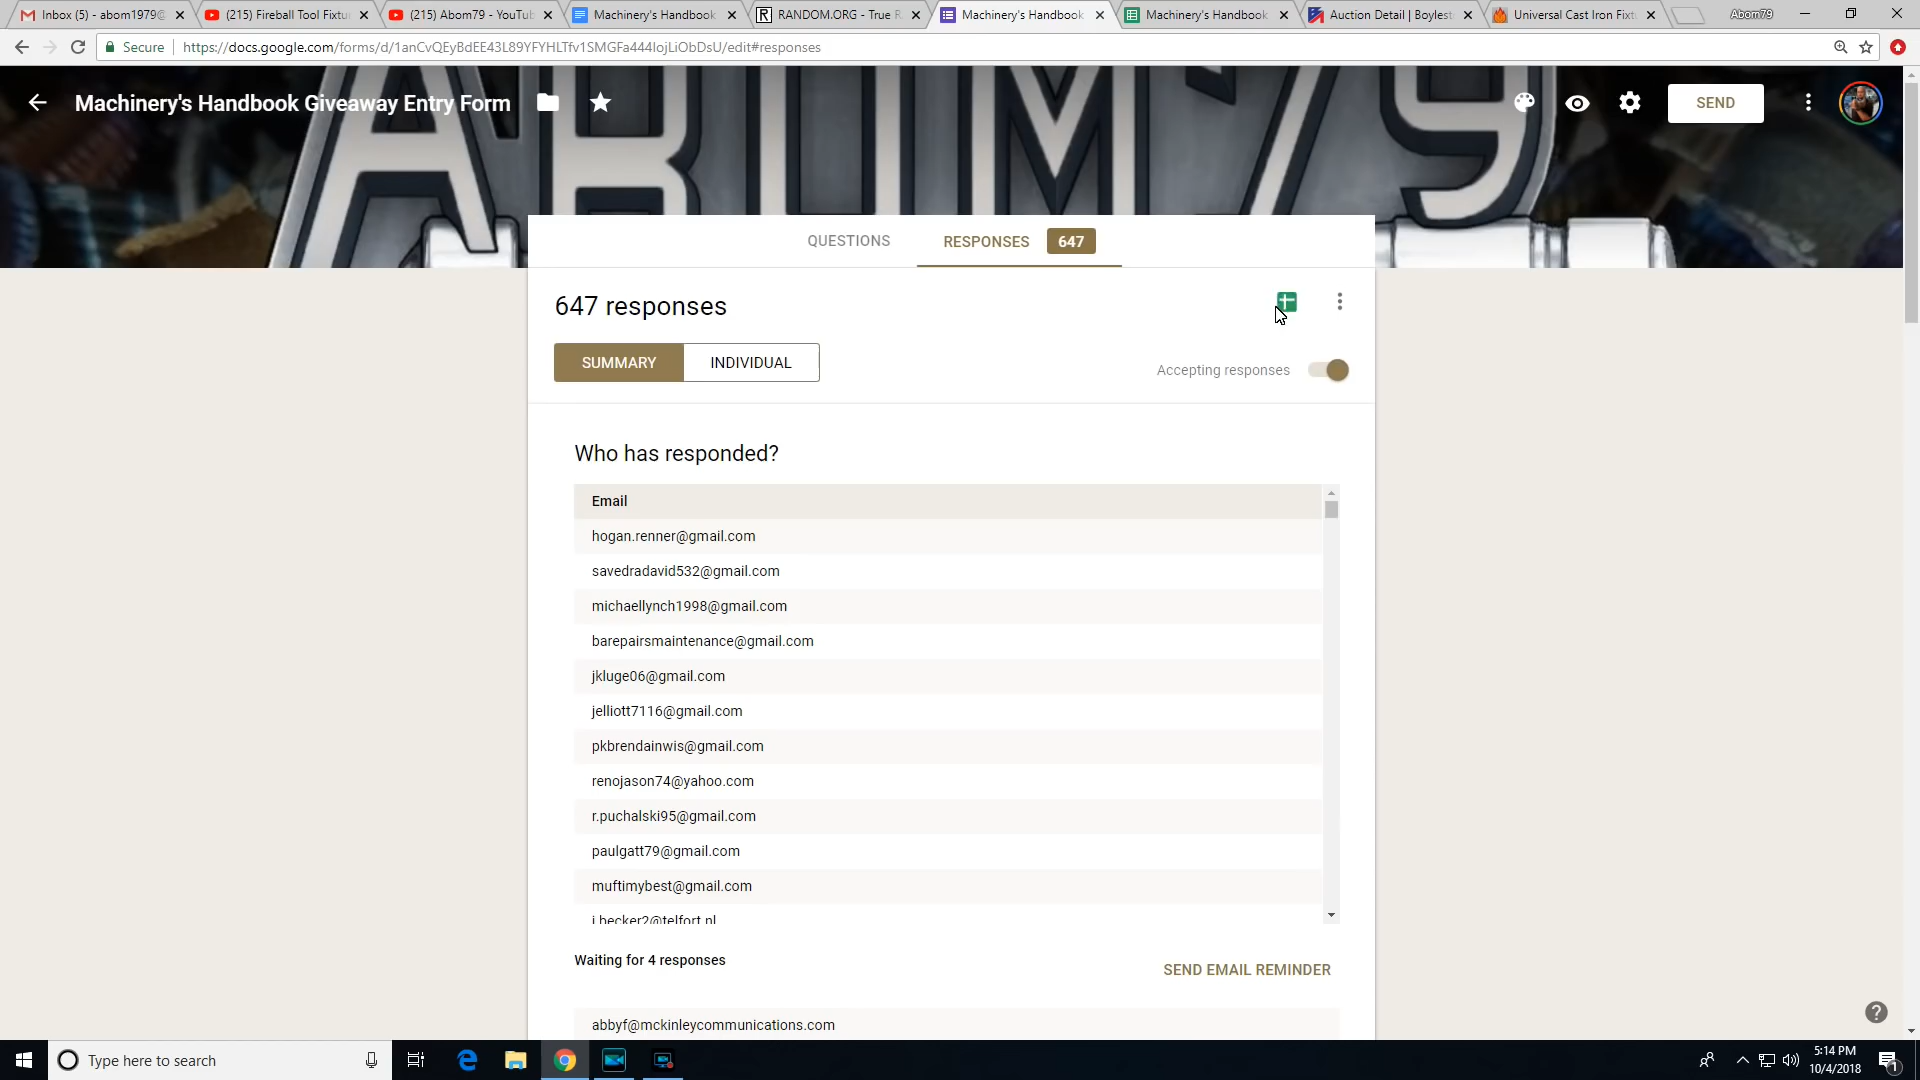 Inbox (5) - abom1979@
(215) Fireball Tool Fixtu
(215) Abom79 - YouTub
Machinery's Handbook
RANDOM.ORG - True R
Machinery's Handbook
Machinery's Handbook
Auction Detail | Boylest
Universal Cast Iron Fixt
Abom79
Secure
https://docs.google.com/forms/d/1anCvQEyBdEE43L89YFYHLTfv1SMGFa444IojLiObDsU/edit#responses
ABOM79
Machinery's Handbook Giveaway Entry Form
SEND
QUESTIONS
RESPONSES 647
647 responses
SUMMARY
INDIVIDUAL
Accepting responses
Who has responded?
Email
hogan.renner@gmail.com
savedradavid532@gmail.com
michaellynch1998@gmail.com
barepairsmaintenance@gmail.com
jkluge06@gmail.com
jelliott7116@gmail.com
pkbrendainwis@gmail.com
renojason74@yahoo.com
r.puchalski95@gmail.com
paulgatt79@gmail.com
muftimybest@gmail.com
j.becker2@telfort.nl
Waiting for 4 responses
SEND EMAIL REMINDER
abbyf@mckinleycommunications.com
Type here to search
5:14 PM
10/4/2018
1